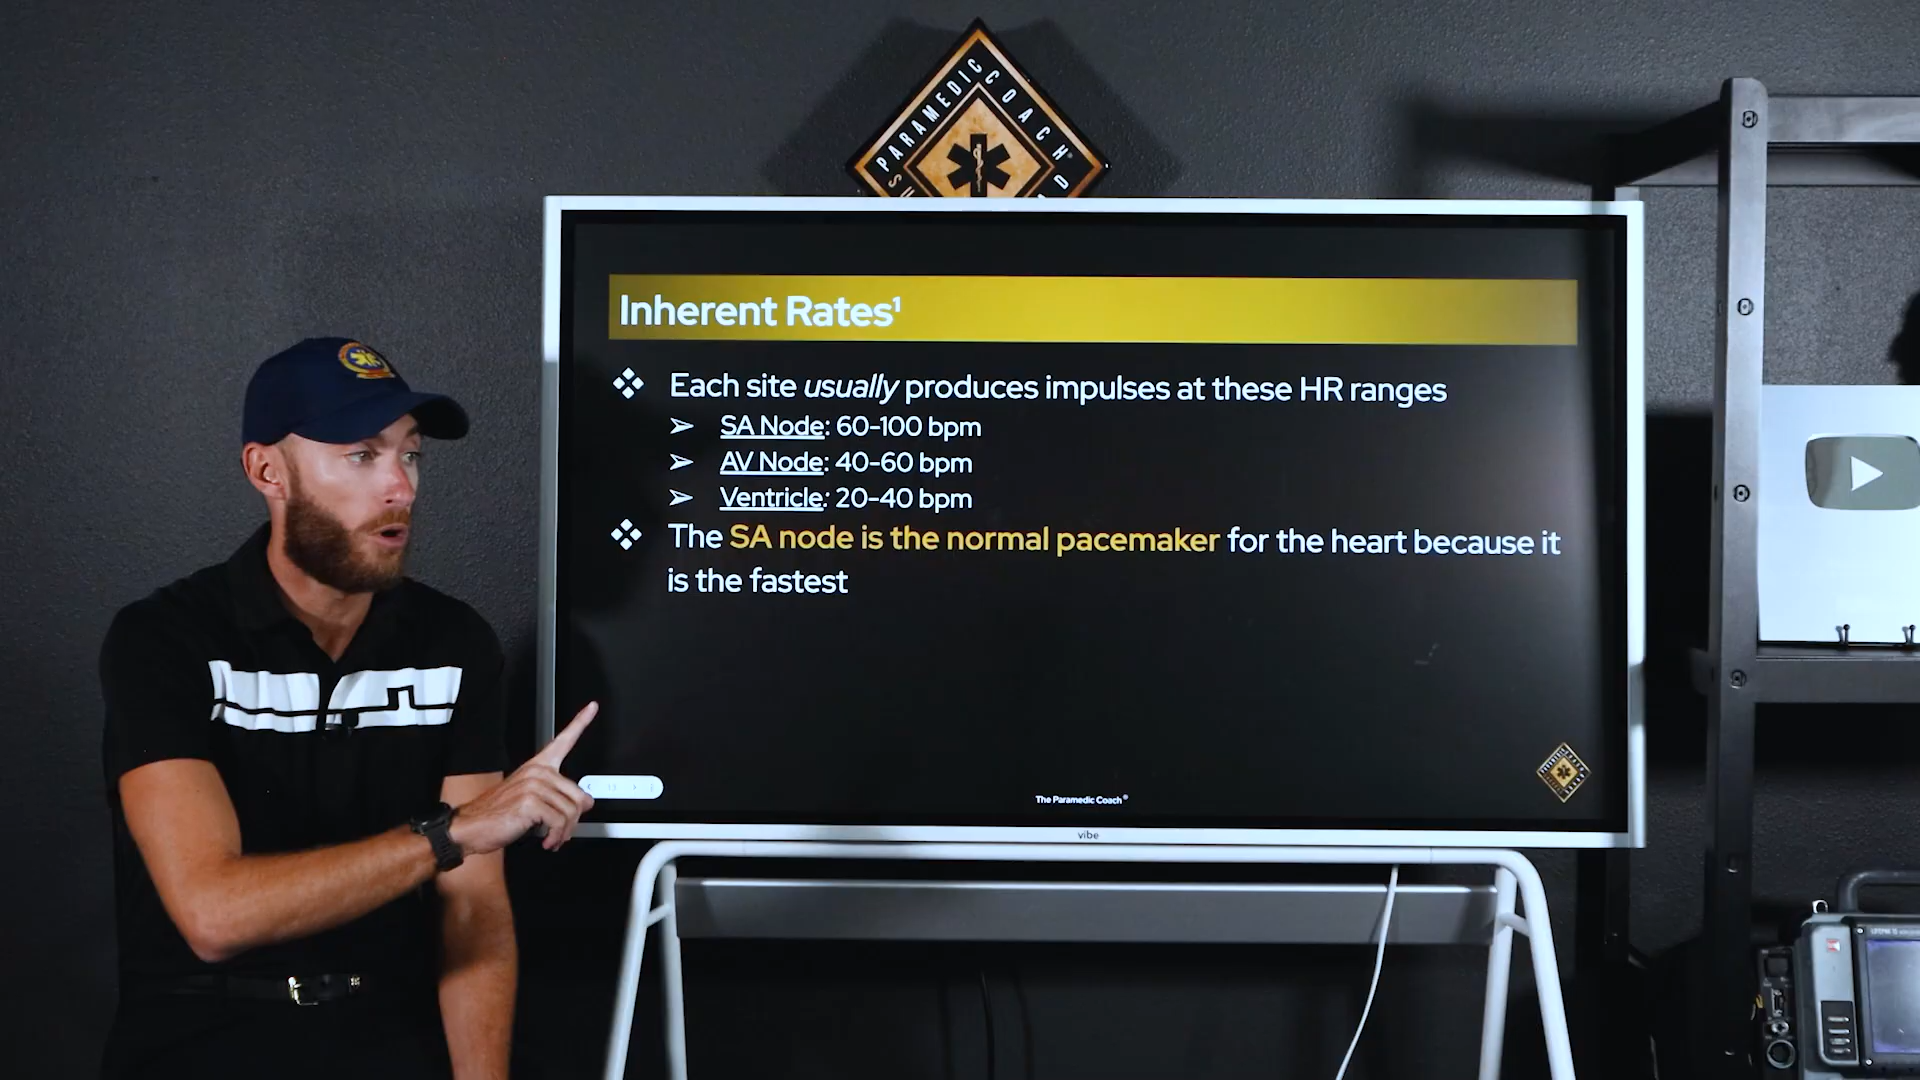 PARAMEDIC COACH
Inherent Rates¹
Each site usually produces impulses at these HR ranges
SA Node: 60-100 bpm
AV Node: 40-60 bpm
Ventricle: 20-40 bpm
The SA node is the normal pacemaker for the heart because it
is the fastest
The Paramedic Coach®
vibe